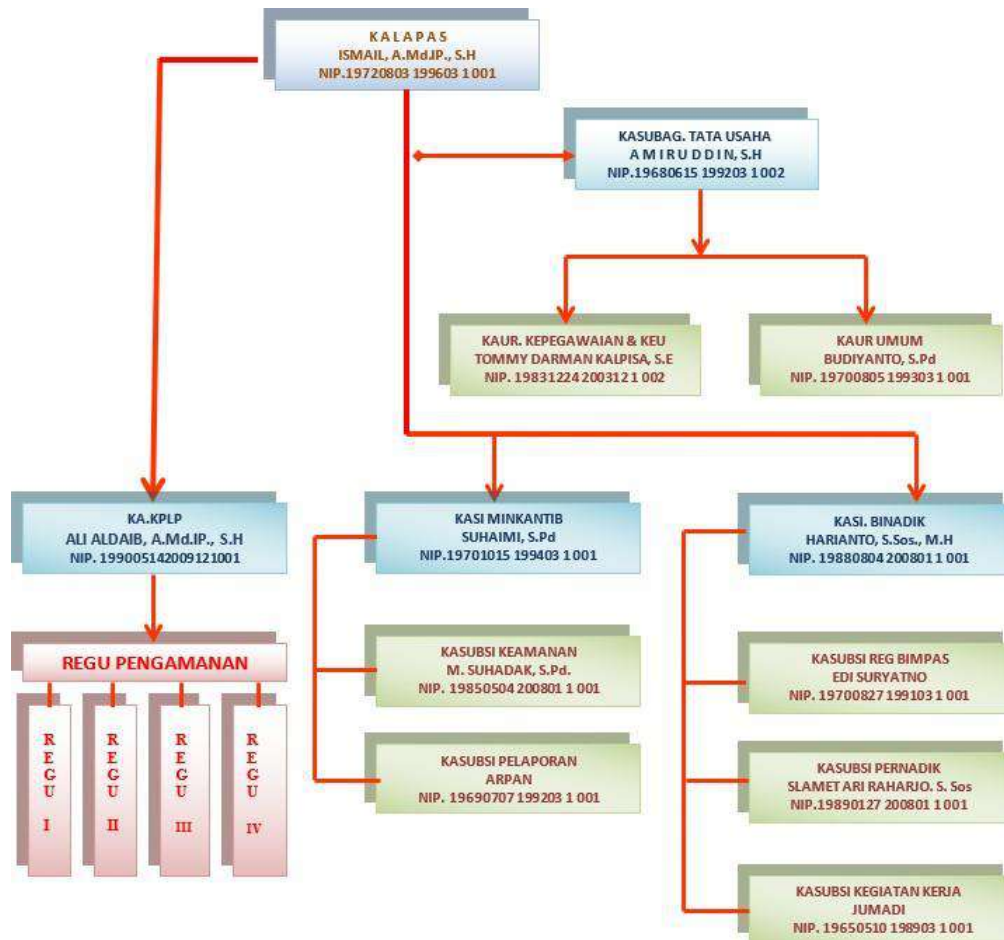 KALAPAS
ISMAIL, A.Md.IP., S.H
NIP.19720803 199603 1 001
KASUBAG. TATA USAHA
A M I R U D D I N, S.H
NIP.19680615 199203 1 002
KAUR. KEPEGAWAIAN & KEU
TOMMY DARMAN KALPISA, S.E
NIP. 19831224 200312 1 002
KAUR UMUM
BUDIYANTO, S.Pd
NIP. 19700805 199303 1 001
KA.KPLP
ALI ALDAIB, A.Md.IP., S.H
NIP. 199005142009121001
KASI MINKANTIB
SUHAIMI, S.Pd
NIP.19701015 199403 1 001
KASI. BINADIK
HARIANTO, S.Sos., M.H
NIP. 19880804 200801 1 001
REGU PENGAMANAN
REGU I
REGU II
REGU III
REGU IV
KASUBSI KEAMANAN
M. SUHADAK, S.Pd.
NIP. 19850504 200801 1 001
KASUBSI PELAPORAN
ARPAN
NIP. 19690707 199203 1 001
KASUBSI REG BIMPAS
EDI SURYATNO
NIP. 19700827 199103 1 001
KASUBSI PERNADIK
SLAMET ARI RAHARJO. S. Sos
NIP.19890127 200801 1 001
KASUBSI KEGIATAN KERJA
JUMADI
NIP. 19650510 198903 1 001